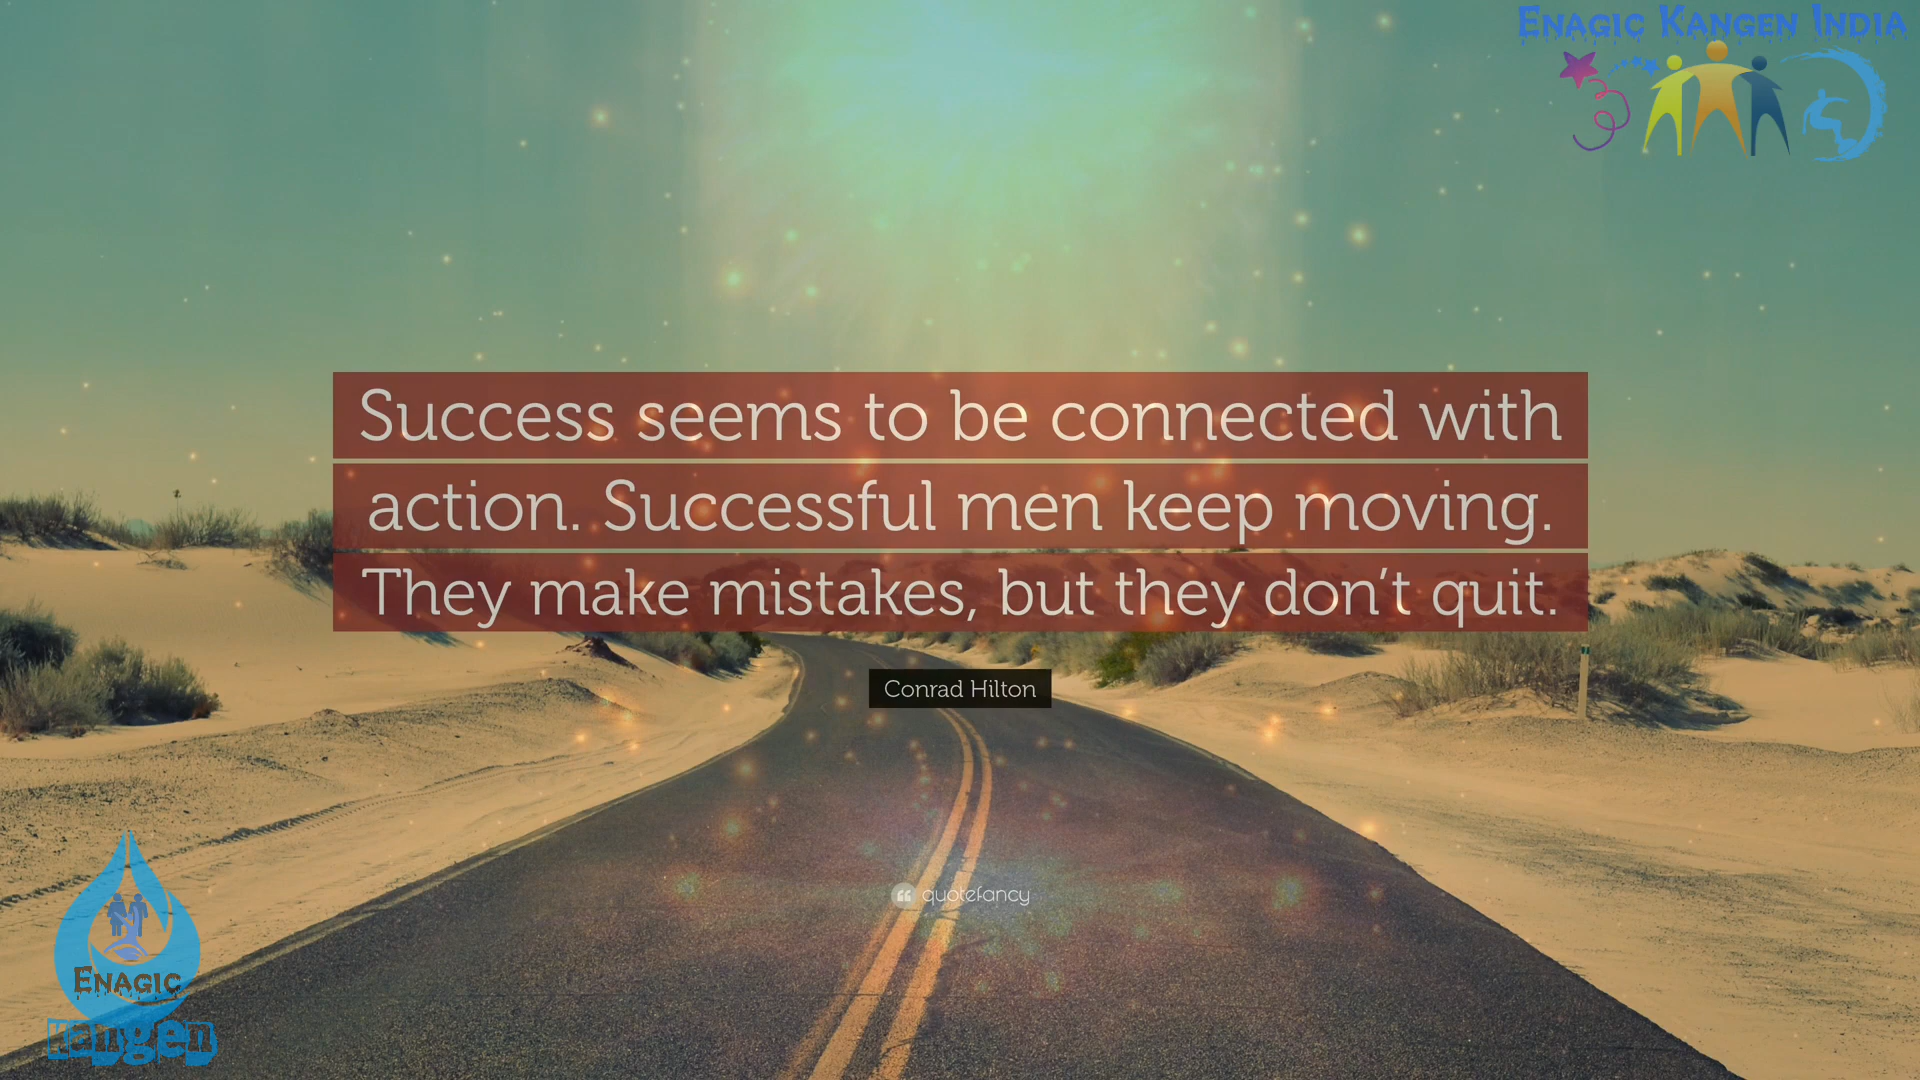 Enagic Kangen India
Success seems to be connected with
action. Successful men keep moving.
They make mistakes, but they don’t quit.
Conrad Hilton
quotefancy
Enagic
Kangen